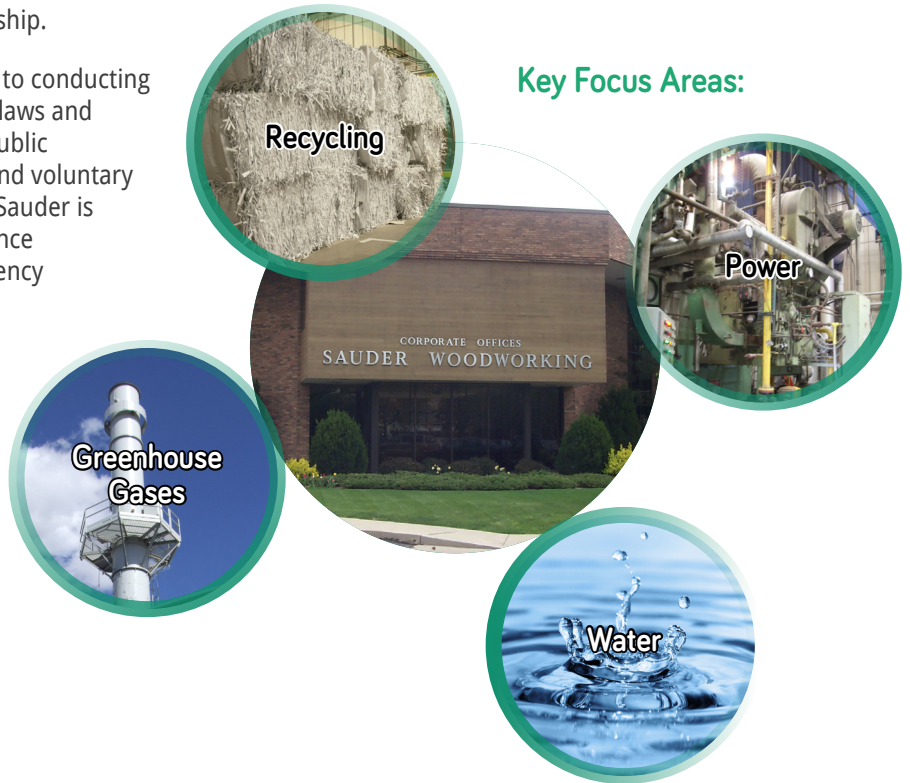 ship.
to conducting
laws and
ublic
nd voluntary
Sauder is
nce
ency
Key Focus Areas:
Recycling
Power
CORPORATE OFFICES
SAUDER WOODWORKING
Greenhouse
Gases
Water